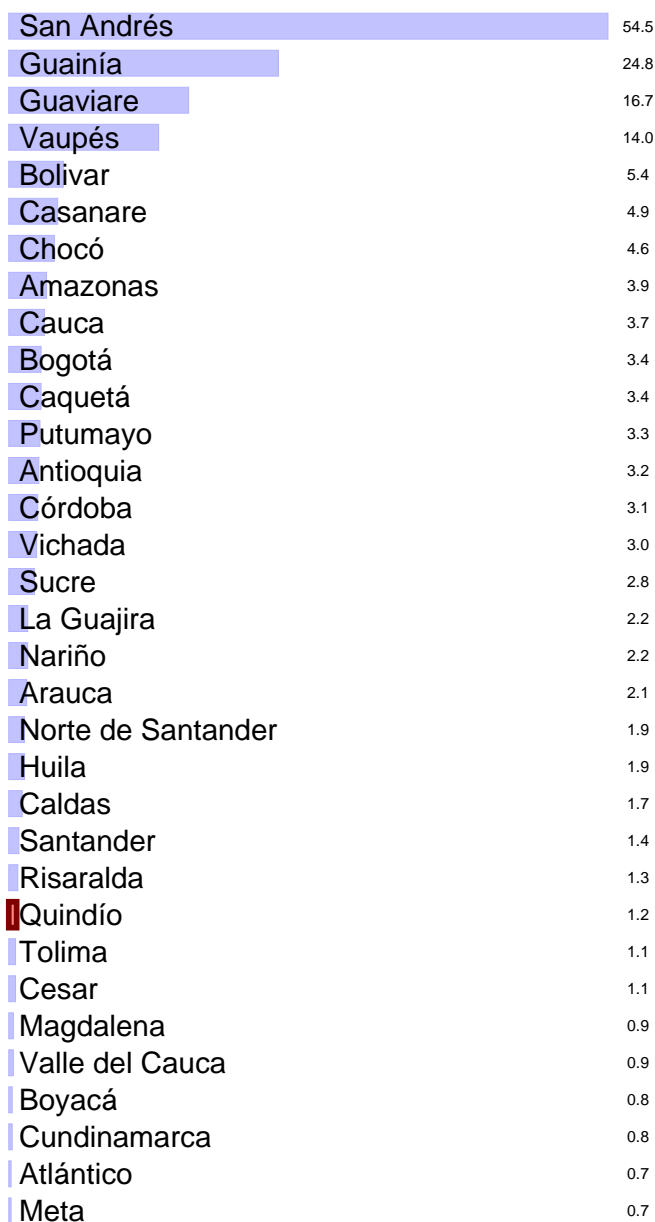 San Andrés 54.5
Guainía 24.8
Guaviare 16.7
Vaupés 14.0
Bolivar 5.4
Casanare 4.9
Chocó 4.6
Amazonas 3.9
Cauca 3.7
Bogotá 3.4
Caquetá 3.4
Putumayo 3.3
Antioquia 3.2
Córdoba 3.1
Vichada 3.0
Sucre 2.8
La Guajira 2.2
Nariño 2.2
Arauca 2.1
Norte de Santander 1.9
Huila 1.9
Caldas 1.7
Santander 1.4
Risaralda 1.3
Quindío 1.2
Tolima 1.1
Cesar 1.1
Magdalena 0.9
Valle del Cauca 0.9
Boyacá 0.8
Cundinamarca 0.8
Atlántico 0.7
Meta 0.7